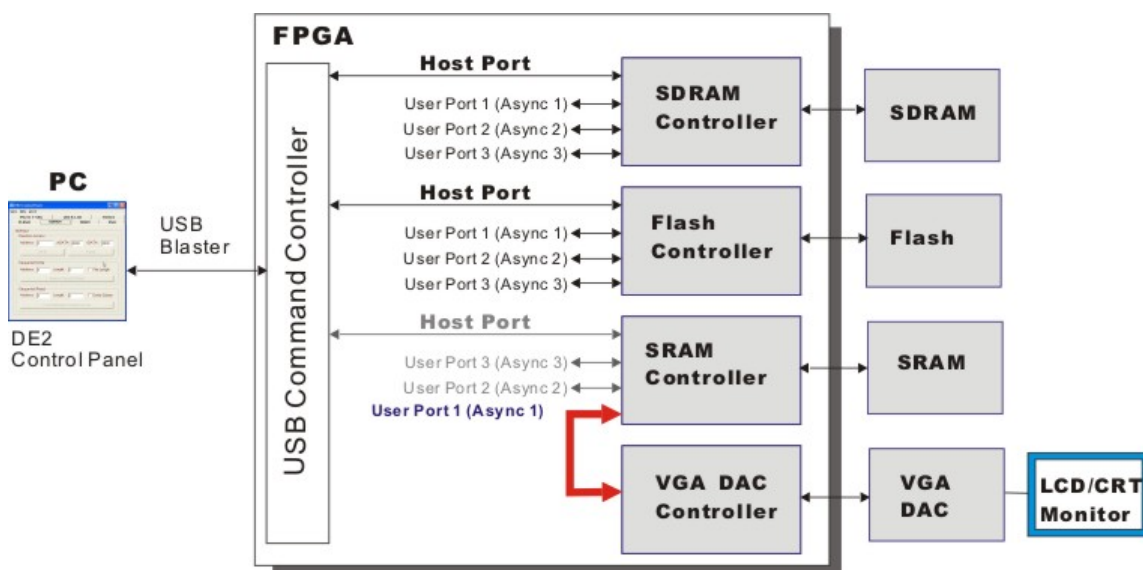 FPGA
Host Port
User Port 1 (Async 1)
User Port 2 (Async 2)
User Port 3 (Async 3)
SDRAM
Controller
SDRAM
PC
USB
Blaster
DE2
Control Panel
USB Command Controller
Host Port
User Port 1 (Async 1)
User Port 2 (Async 2)
User Port 3 (Async 3)
Flash
Controller
Flash
Host Port
User Port 3 (Async 3)
User Port 2 (Async 2)
User Port 1 (Async 1)
SRAM
Controller
SRAM
VGA DAC
Controller
VGA
DAC
LCD/CRT
Monitor